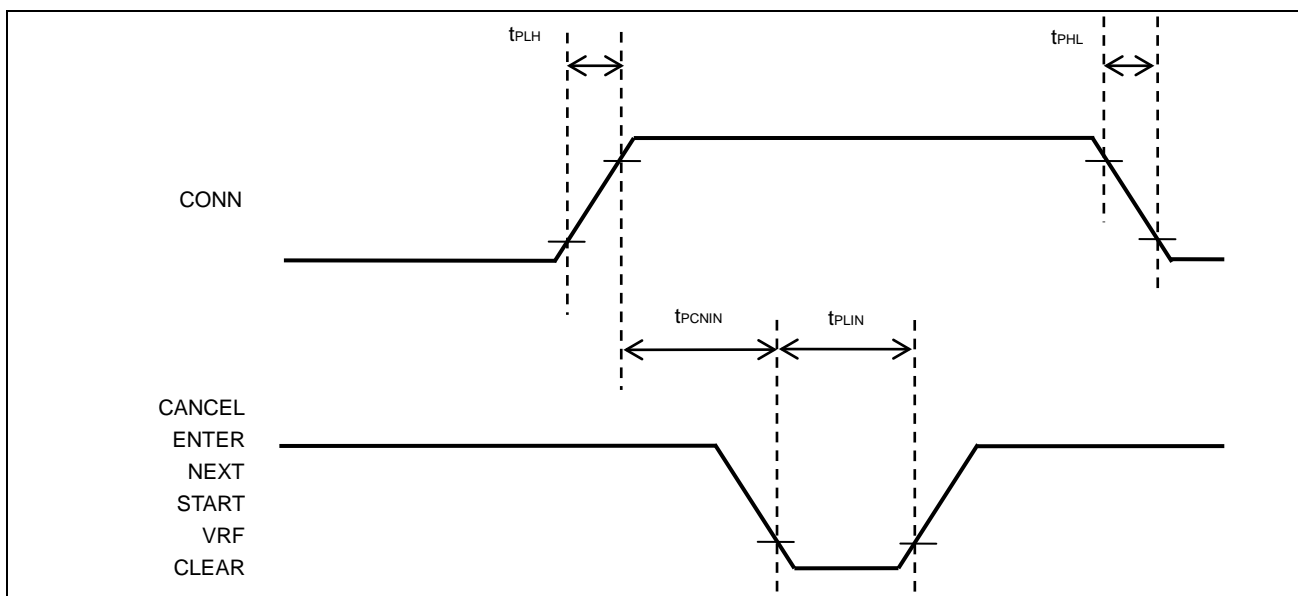 tPLH
tPHL
CONN
tPCNIN
tPLIN
CANCEL
ENTER
NEXT
START
VRF
CLEAR